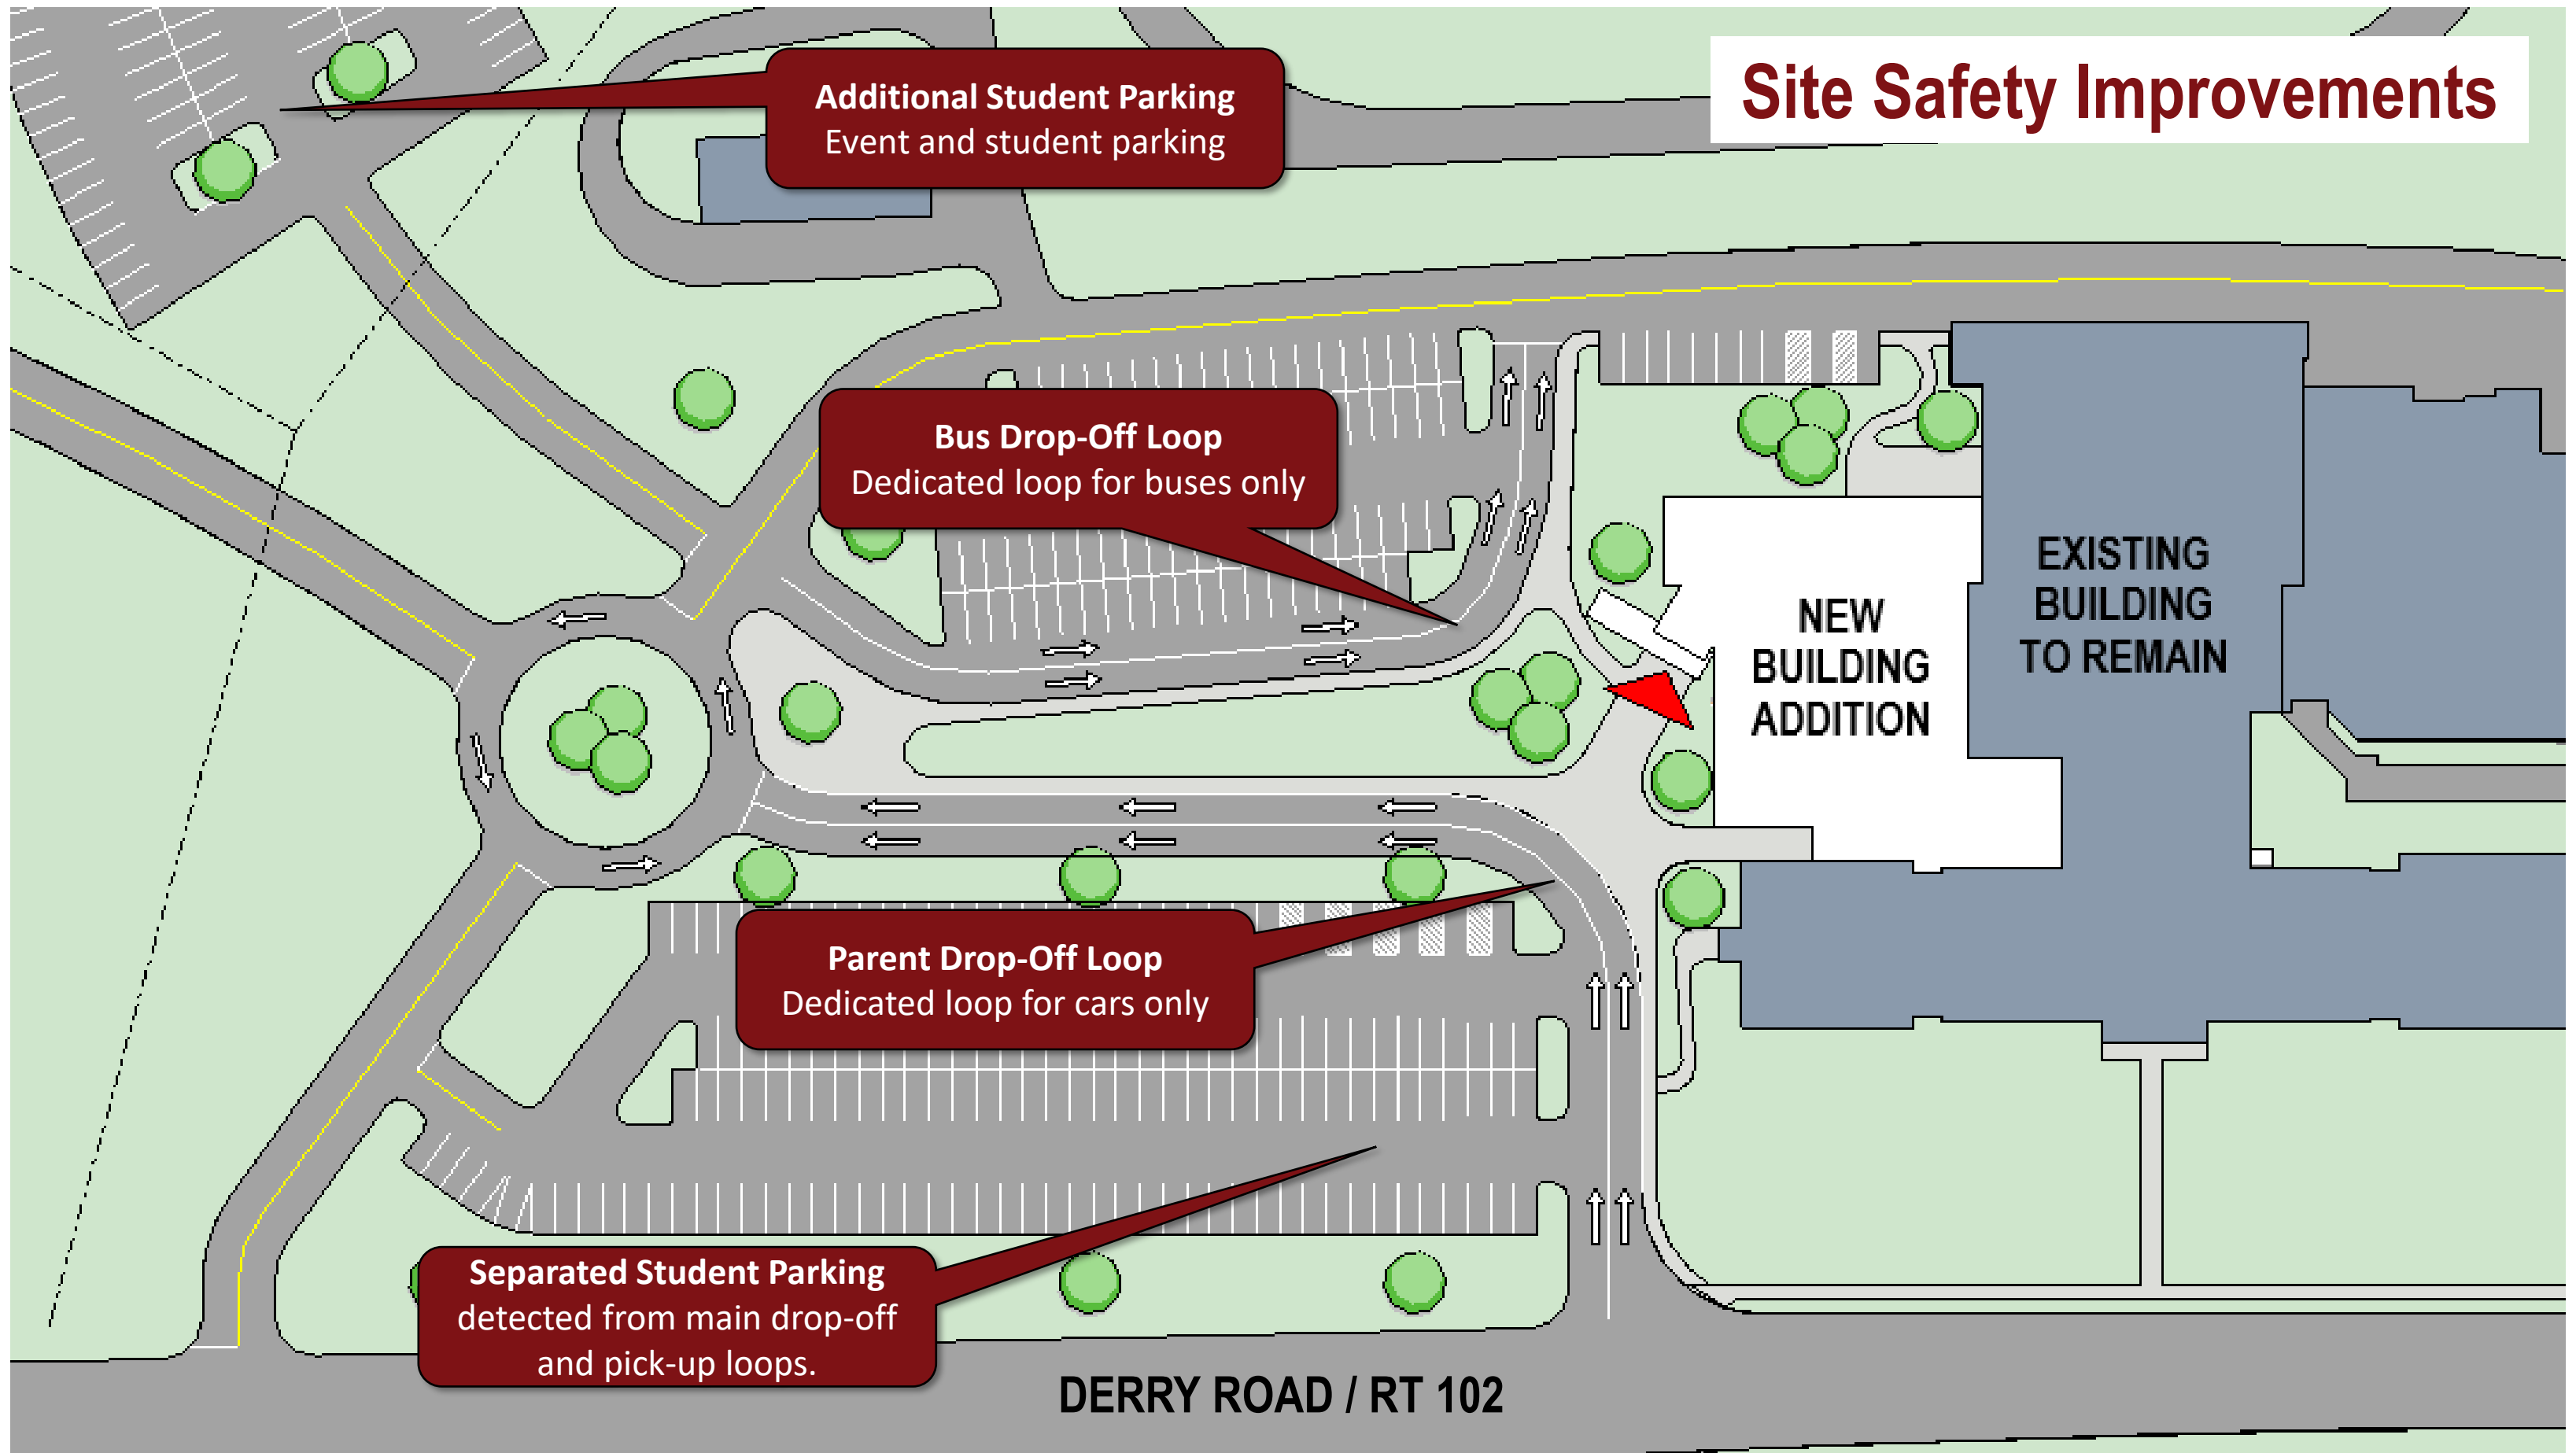 Site Safety Improvements
Additional Student Parking
Event and student parking
Bus Drop-Off Loop
Dedicated loop for buses only
EXISTING
BUILDING
TO REMAIN
NEW
BUILDING
ADDITION
Parent Drop-Off Loop
Dedicated loop for cars only
Separated Student Parking
detected from main drop-off
and pick-up loops.
DERRY ROAD / RT 102